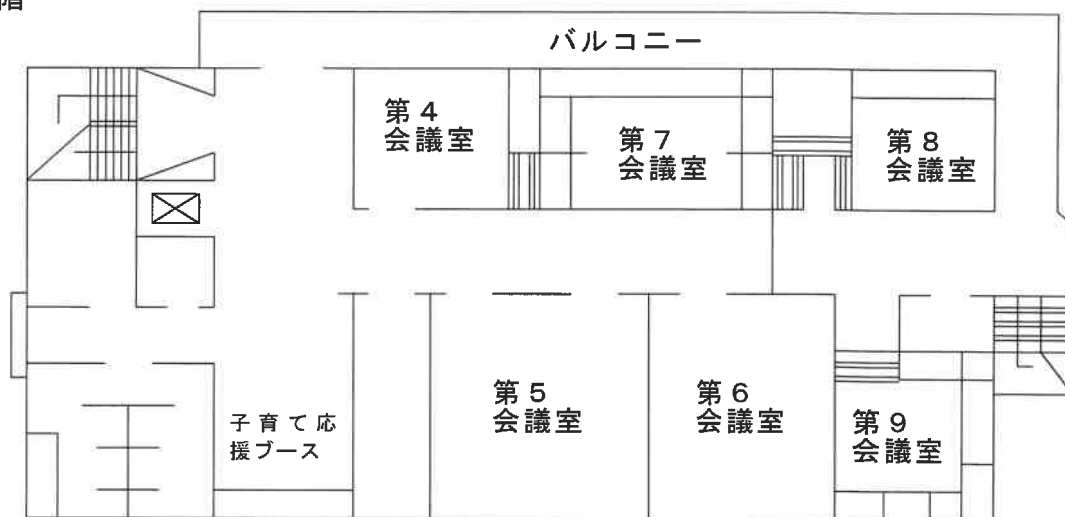 階
バルコニー
第４
会議室
第７
会議室
第８
会議室
第５
会議室
第６
会議室
第９
会議室
子育て応
援ブース